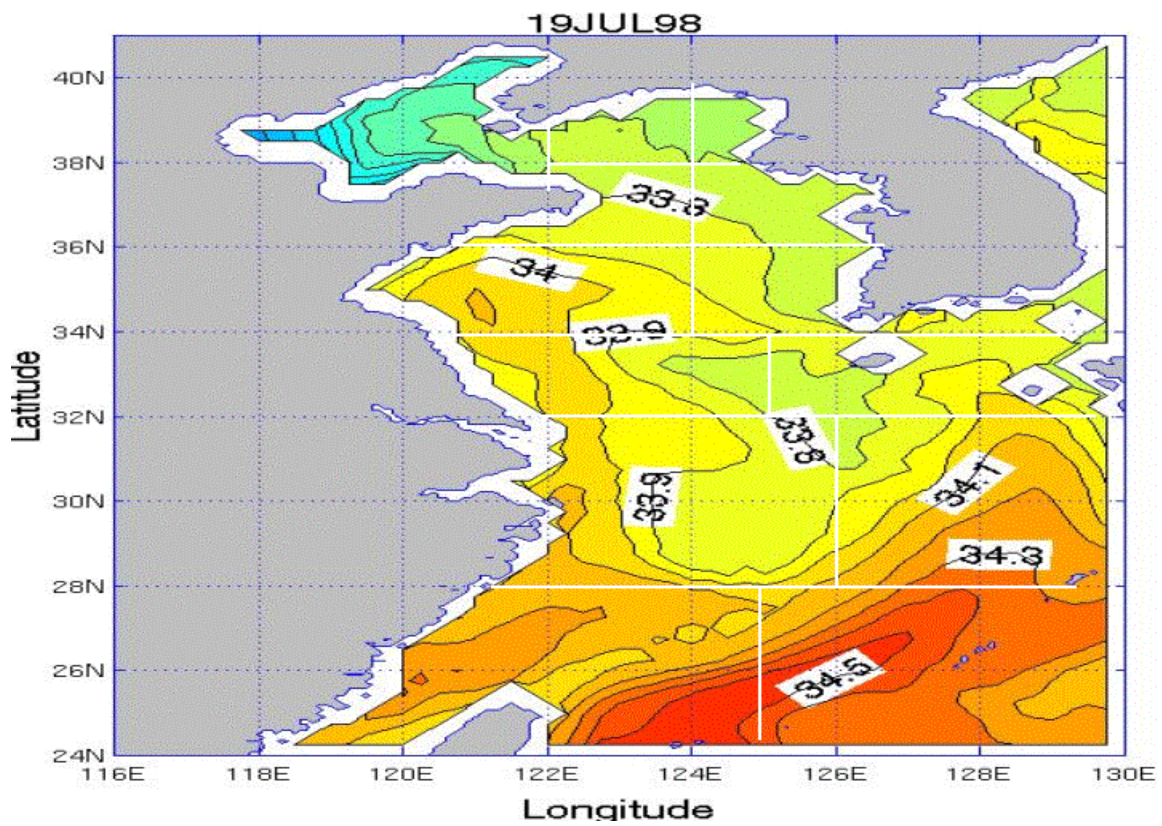 19JUL98
40N
38N
33.8
36N
34
34N
33.9
32N
33.8
34.1
30N
33.9
34.3
28N
26N
34.5
24N
116E 118E 120E 122E 124E 126E 128E 130E
Latitude
Longitude